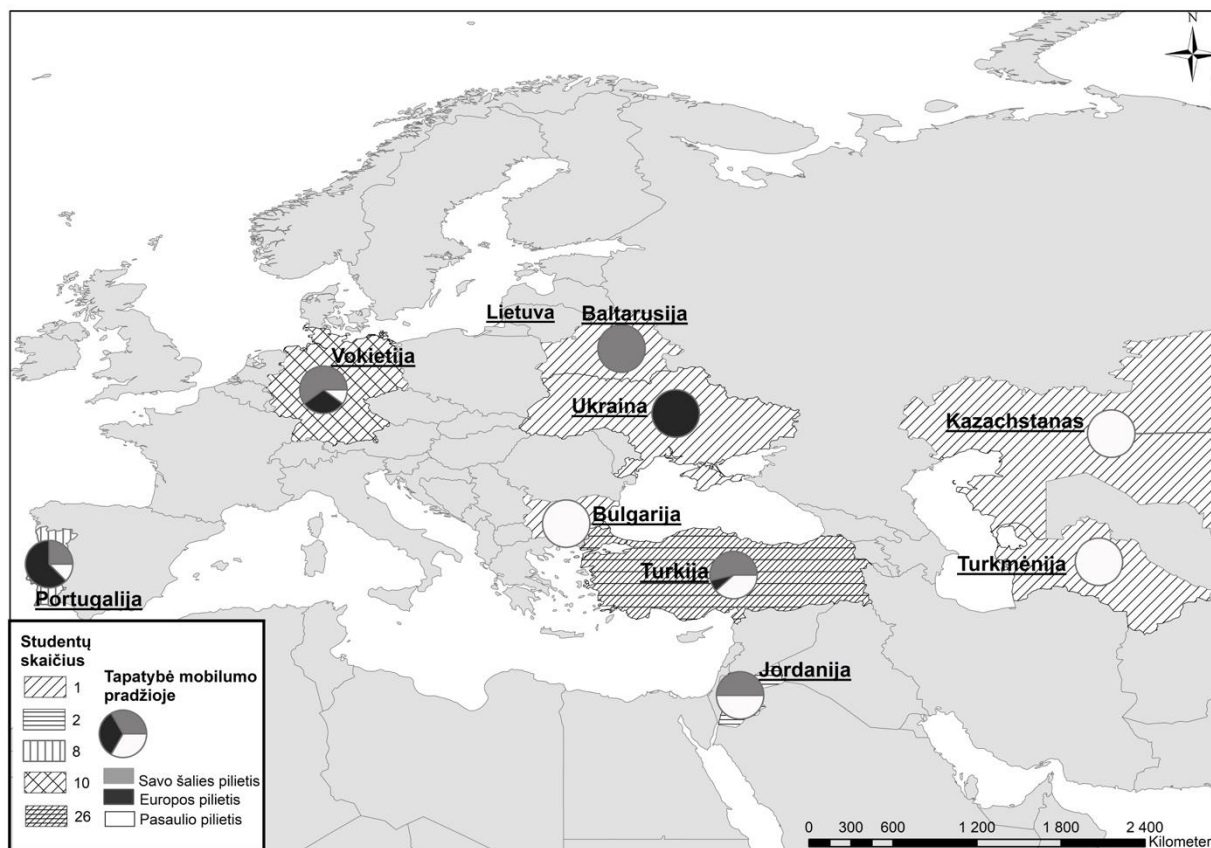 N
Lietuva
Baltarusija
Vokietija
Ukraina
Kazachstanas
Bulgarija
Turkija
Turkmėnija
Portugalija
Jordanija
Studentų
skaičius
1
2
8
10
26
Tapatybė mobilumo
pradžioje
Savo šalies pilietis
Europos pilietis
Pasaulio pilietis
0 300 600 1 200 1 800 2 400
Kilometer